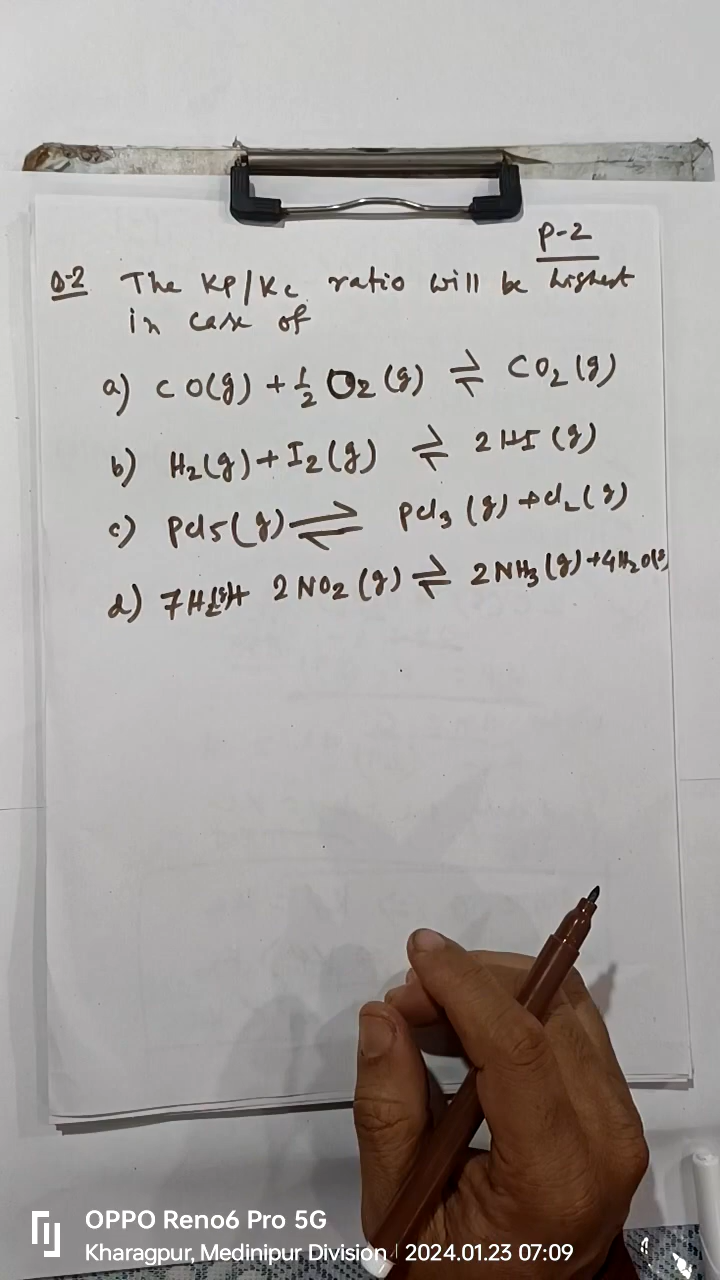 P-2
Q-2 The KP/Kc ratio will be highest
in case of
a) CO(g) + 1/2 O2 (g) ⇌ CO2 (g)
b) H2(g) + I2(g) ⇌ 2HI (g)
c) PCl5(g) ⇌ PCl3 (g) + Cl2(g)
d) 7H2(g)+ 2NO2 (g) ⇌ 2NH3 (g) + 4H2O(g)
OPPO Reno6 Pro 5G
Kharagpur, Medinipur Division | 2024.01.23 07:09